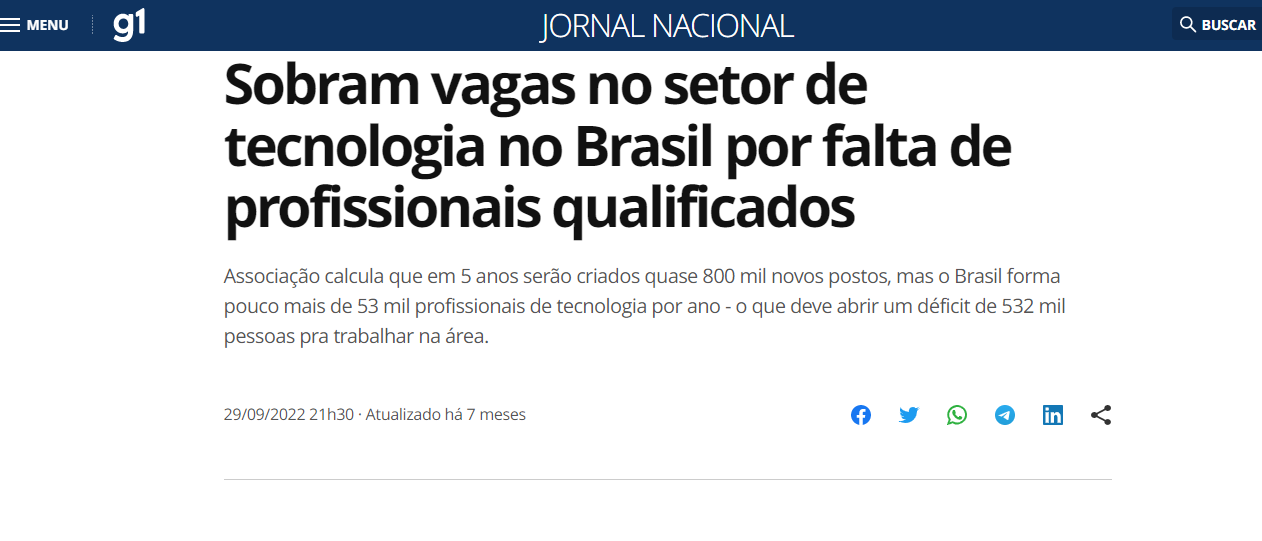 MENU g1 JORNAL NACIONAL BUSCAR
Sobram vagas no setor de
tecnologia no Brasil por falta de
profissionais qualificados
Associação calcula que em 5 anos serão criados quase 800 mil novos postos, mas o Brasil forma
pouco mais de 53 mil profissionais de tecnologia por ano - o que deve abrir um déficit de 532 mil
pessoas pra trabalhar na área.
29/09/2022 21h30 · Atualizado há 7 meses